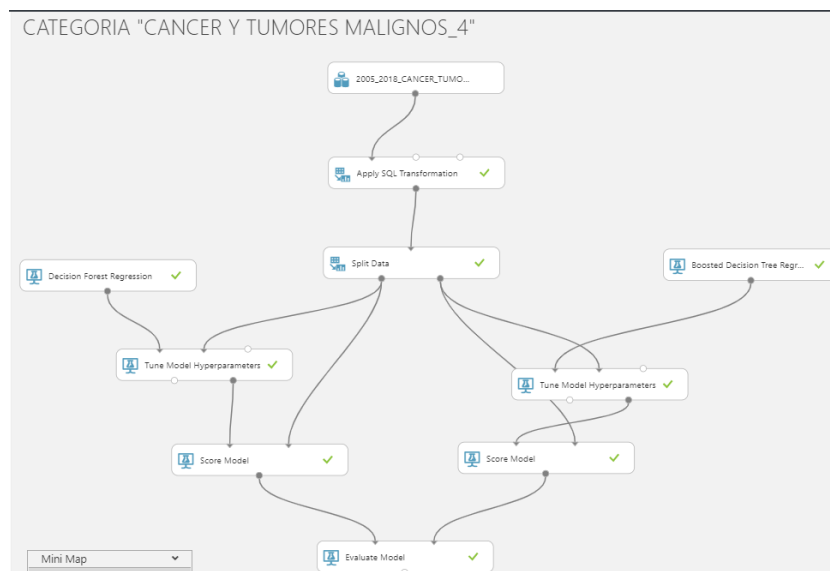 CATEGORIA "CANCER Y TUMORES MALIGNOS_4"
2005_2018_CANCER_TUMO...
Apply SQL Transformation
Split Data
Decision Forest Regression
Boosted Decision Tree Regr...
Tune Model Hyperparameters
Tune Model Hyperparameters
Score Model
Score Model
Evaluate Model
Mini Map